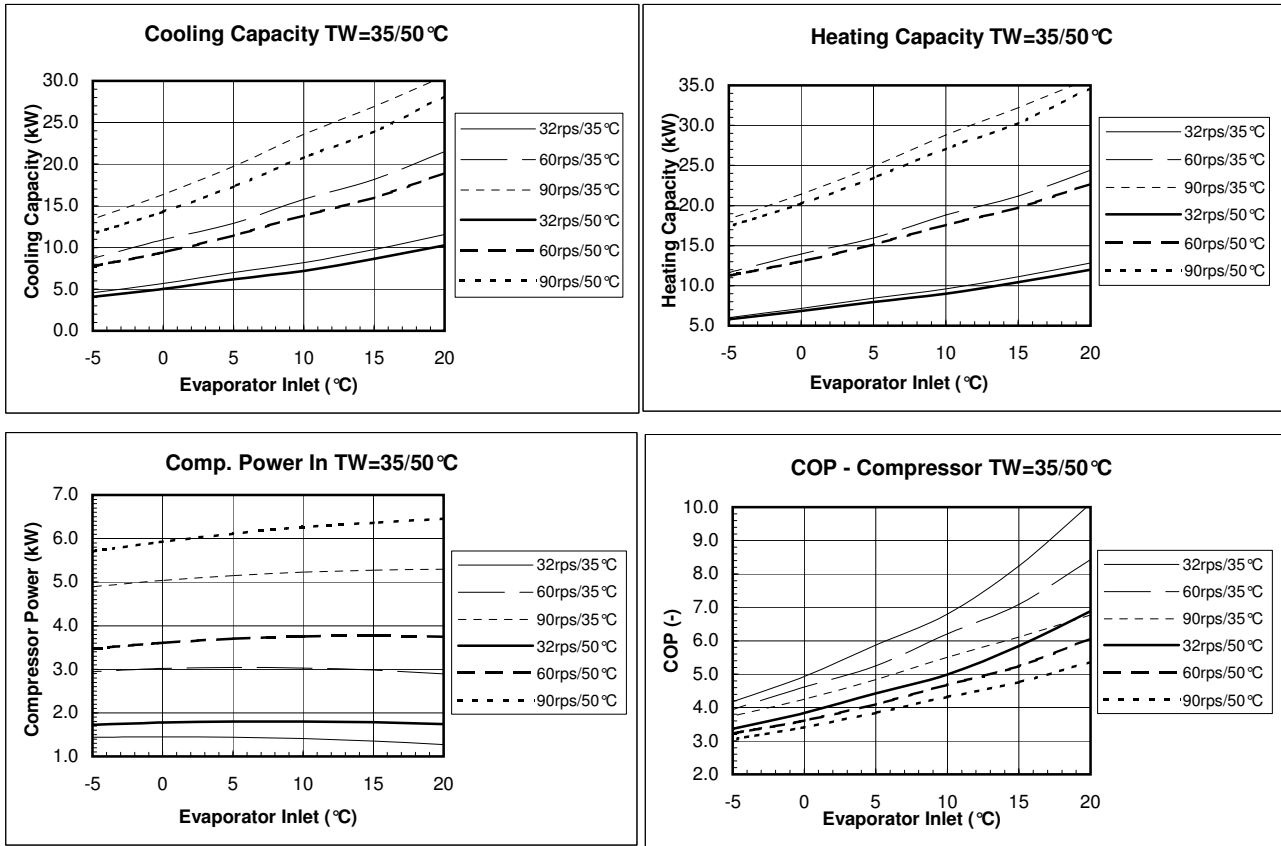 Cooling Capacity TW=35/50°C
Cooling Capacity (kW)
30.0
25.0
20.0
15.0
10.0
5.0
0.0
-5 0 5 10 15 20
Evaporator Inlet (°C)
32rps/35°C
60rps/35°C
90rps/35°C
32rps/50°C
60rps/50°C
90rps/50°C
Heating Capacity TW=35/50°C
Heating Capacity (kW)
35.0
30.0
25.0
20.0
15.0
10.0
5.0
-5 0 5 10 15 20
Evaporator Inlet (°C)
32rps/35°C
60rps/35°C
90rps/35°C
32rps/50°C
60rps/50°C
90rps/50°C
Comp. Power In TW=35/50°C
Compressor Power (kW)
7.0
6.0
5.0
4.0
3.0
2.0
1.0
-5 0 5 10 15 20
Evaporator Inlet (°C)
32rps/35°C
60rps/35°C
90rps/35°C
32rps/50°C
60rps/50°C
90rps/50°C
COP - Compressor TW=35/50°C
COP (-)
10.0
9.0
8.0
7.0
6.0
5.0
4.0
3.0
2.0
-5 0 5 10 15 20
Evaporator Inlet (°C)
32rps/35°C
60rps/35°C
90rps/35°C
32rps/50°C
60rps/50°C
90rps/50°C